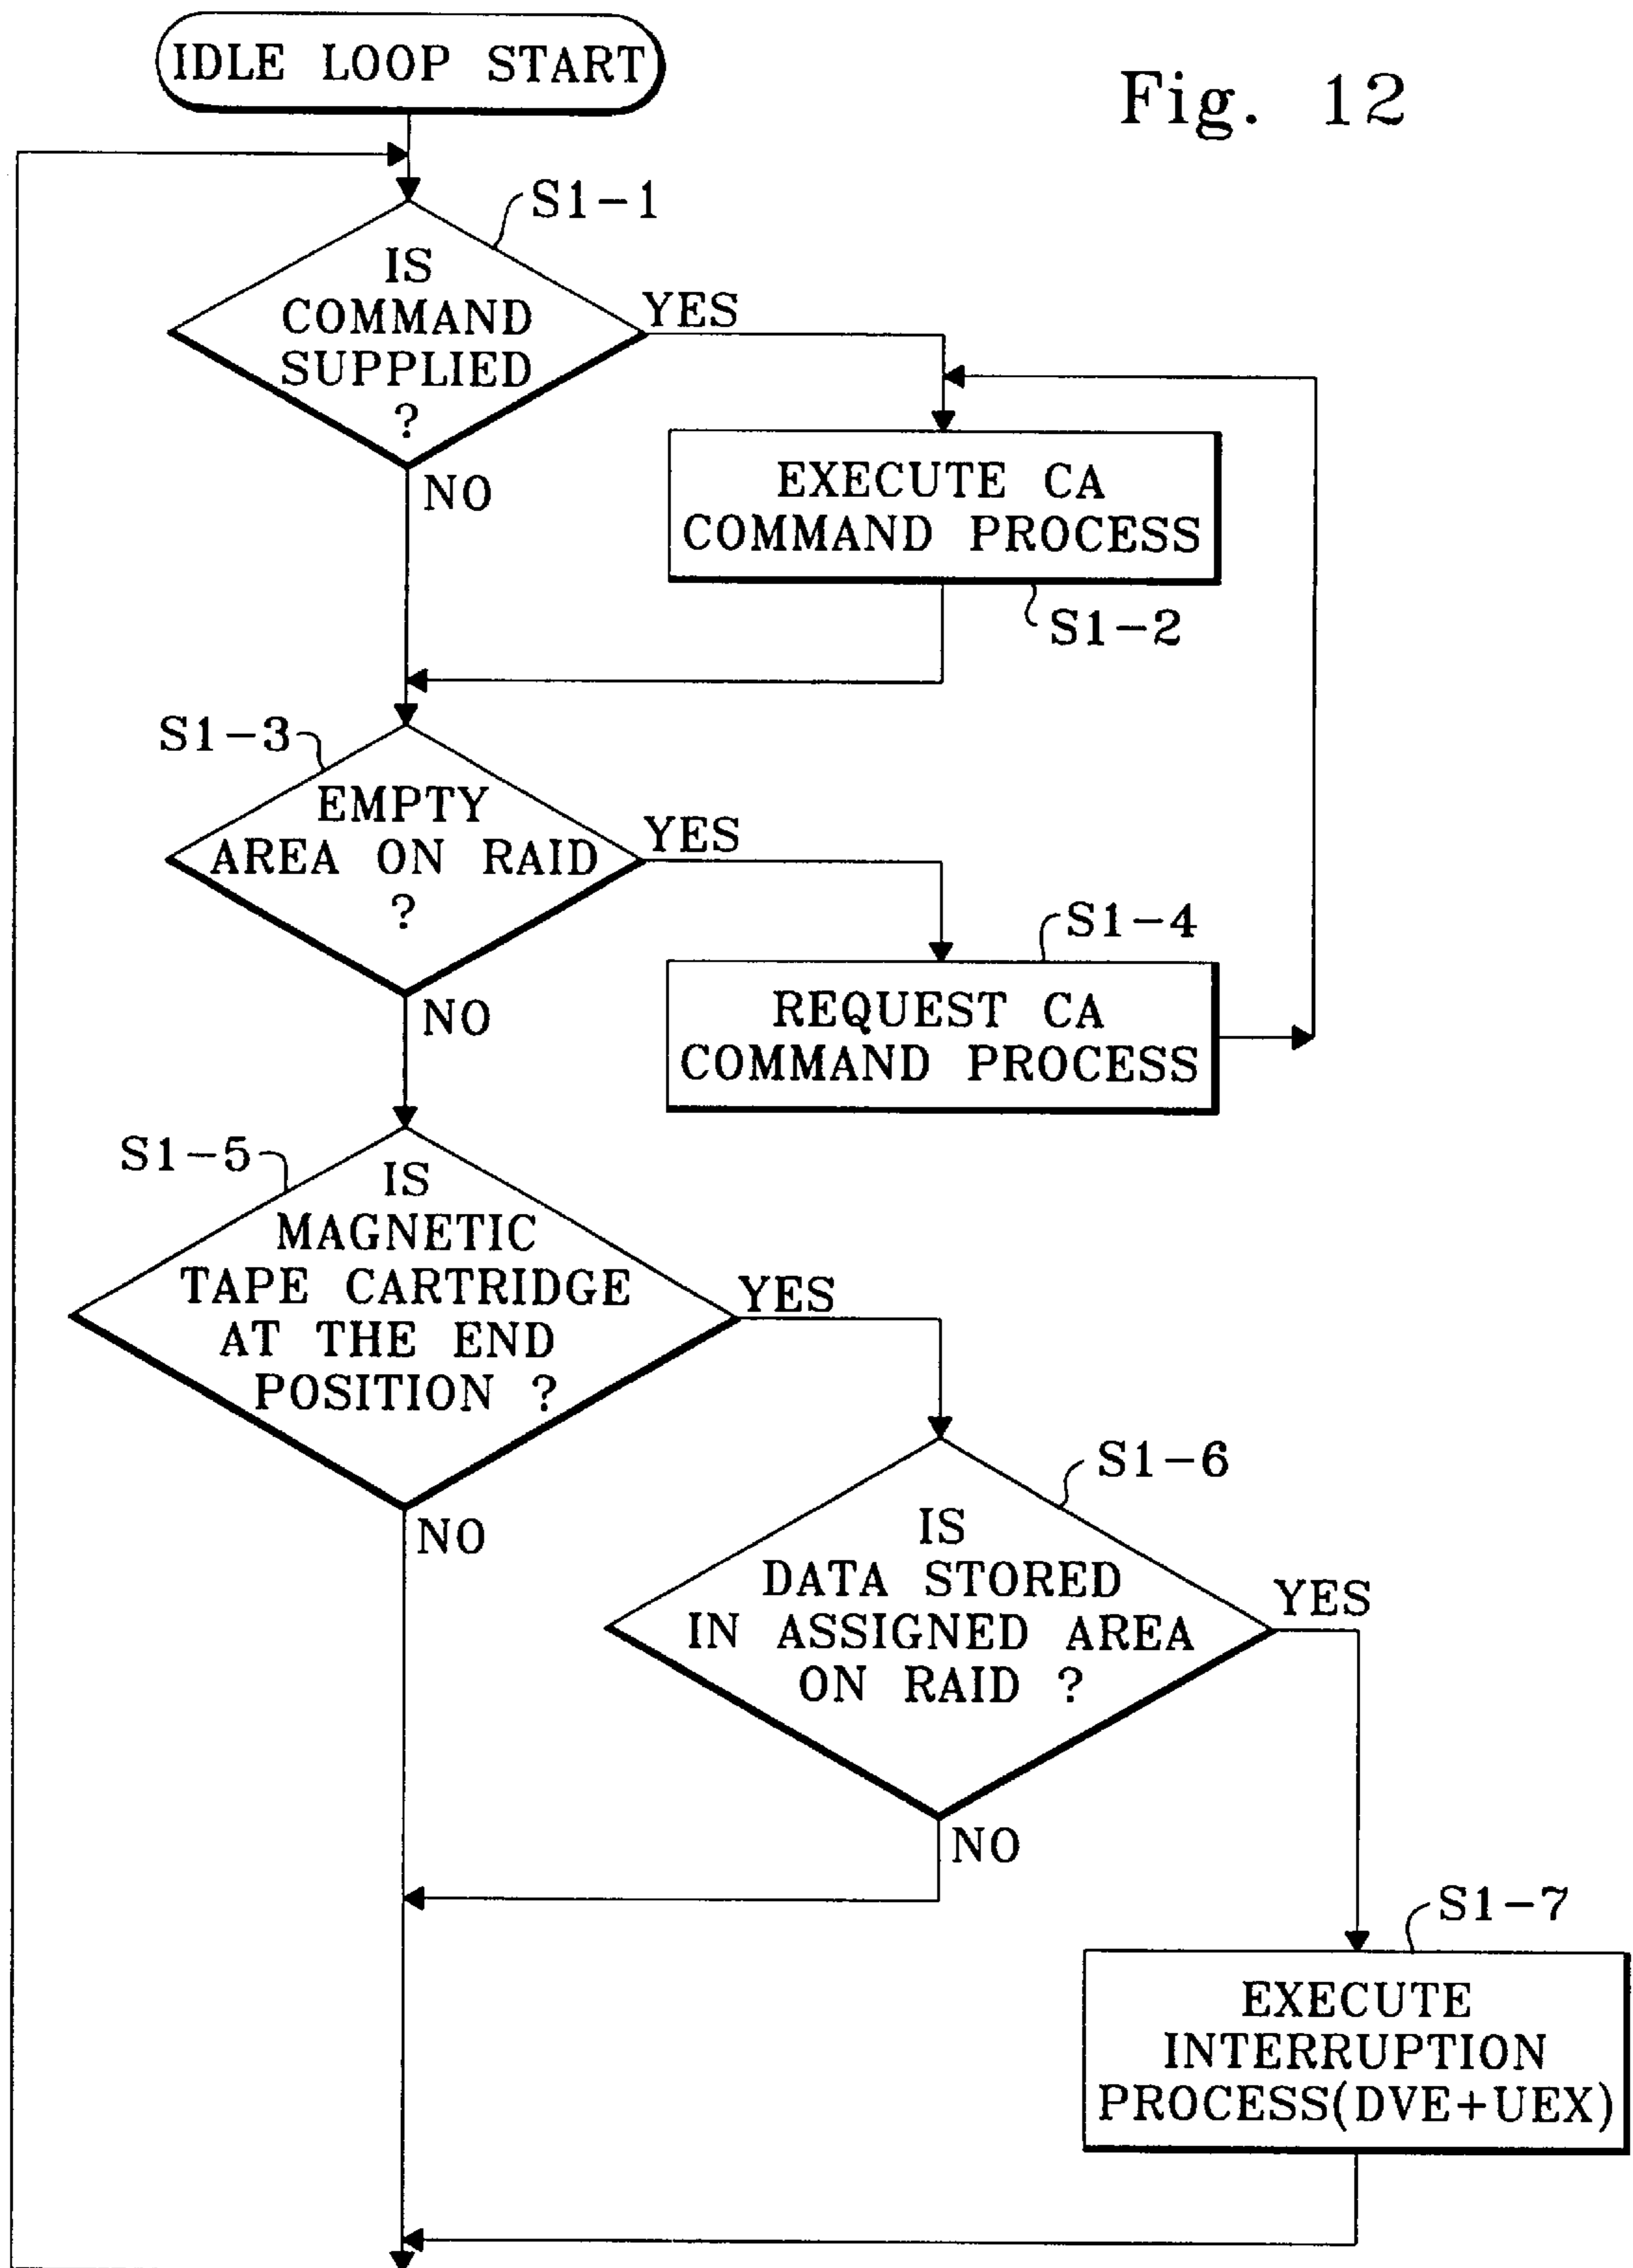 IDLE LOOP START
Fig. 12
S1-1
IS
COMMAND
SUPPLIED
?
YES
NO
EXECUTE CA
COMMAND PROCESS
S1-2
S1-3
EMPTY
AREA ON RAID
?
YES
NO
S1-4
REQUEST CA
COMMAND PROCESS
S1-5
IS
MAGNETIC
TAPE CARTRIDGE
AT THE END
POSITION ?
YES
NO
S1-6
IS
DATA STORED
IN ASSIGNED AREA
ON RAID ?
YES
NO
S1-7
EXECUTE
INTERRUPTION
PROCESS(DVE+UEX)